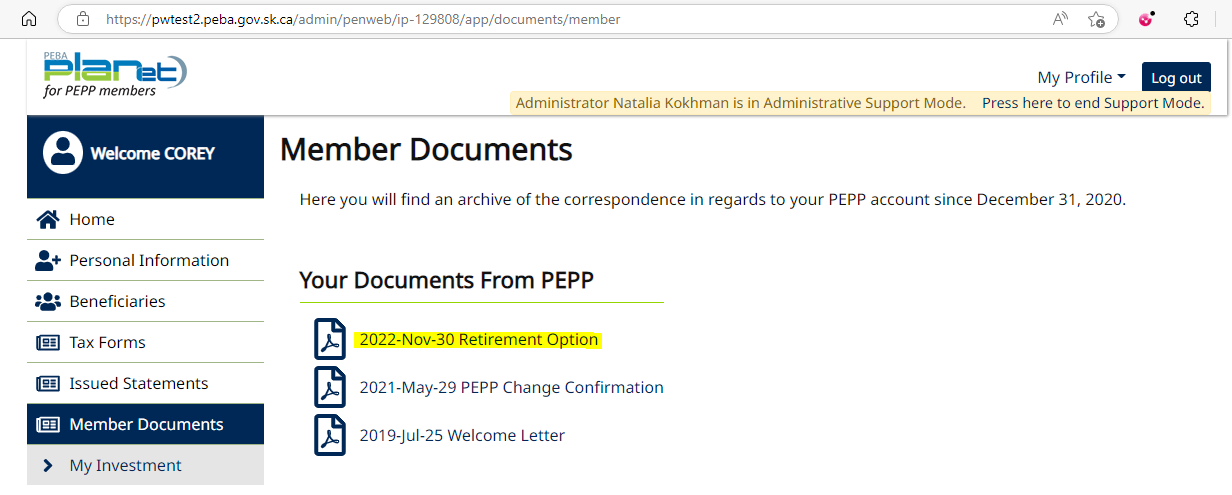 https://pwtest2.peba.gov.sk.ca/admin/penweb/ip-129808/app/documents/member
PEBA
planet
for PEPP members
My Profile
Log out
Administrator Natalia Kokhman is in Administrative Support Mode. Press here to end Support Mode.
Welcome COREY
Home
Personal Information
Beneficiaries
Tax Forms
Issued Statements
Member Documents
My Investment
Member Documents
Here you will find an archive of the correspondence in regards to your PEPP account since December 31, 2020.
Your Documents From PEPP
2022-Nov-30 Retirement Option
2021-May-29 PEPP Change Confirmation
2019-Jul-25 Welcome Letter